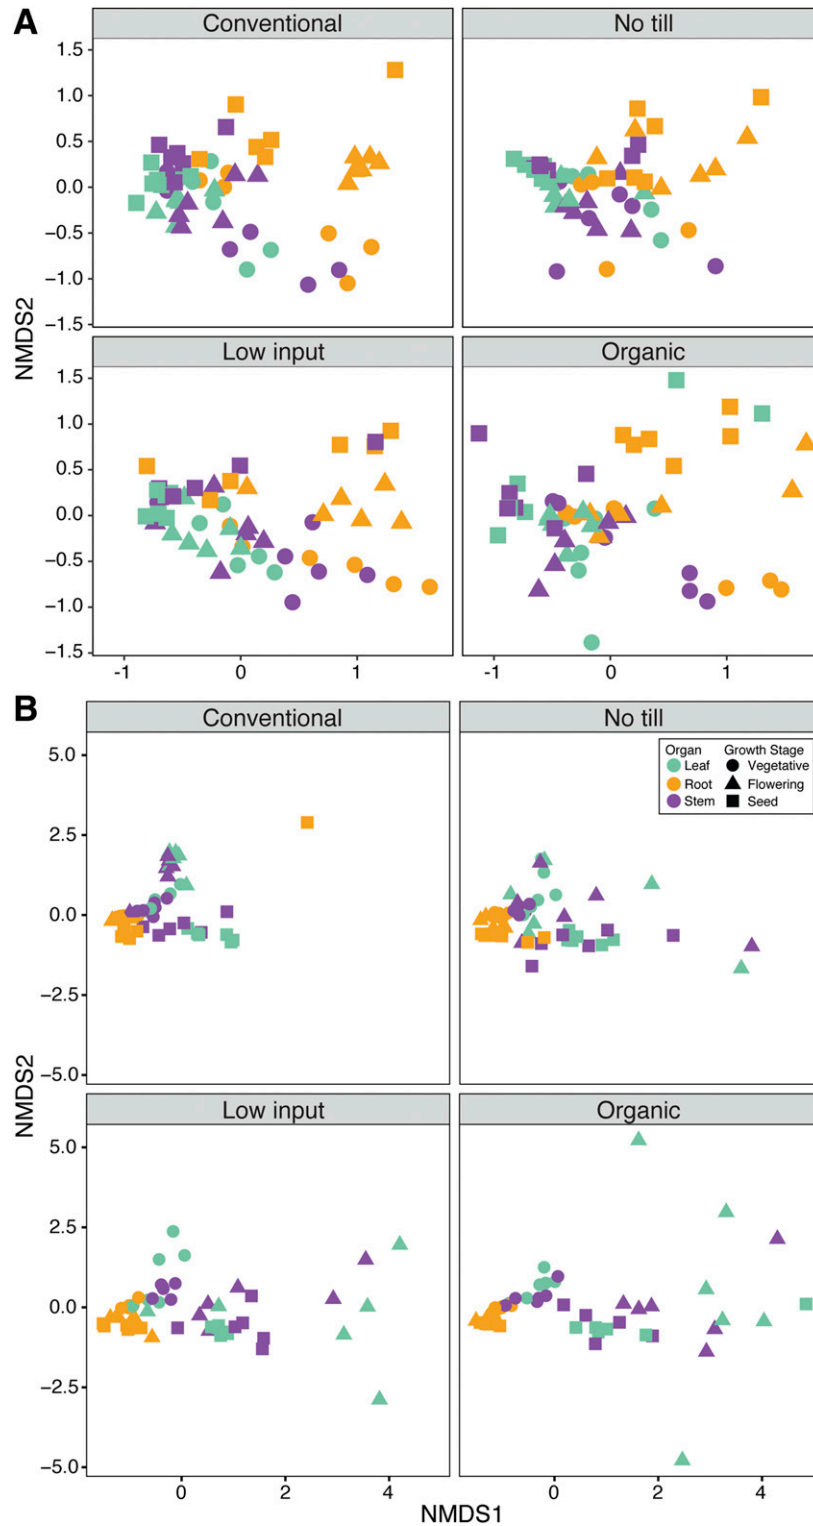 A
Conventional
No till
1.5
1.0
0.5
0.0
−0.5
−1.0
−1.5
NMDS2
Low input
Organic
1.5
1.0
0.5
0.0
−0.5
−1.0
−1.5
-1
0
1
-1
0
1
B
Conventional
No till
Organ
Growth Stage
Leaf
Vegetative
Root
Flowering
Stem
Seed
5.0
2.5
0.0
−2.5
−5.0
NMDS2
Low input
Organic
5.0
2.5
0.0
−2.5
−5.0
0
2
4
0
2
4
NMDS1